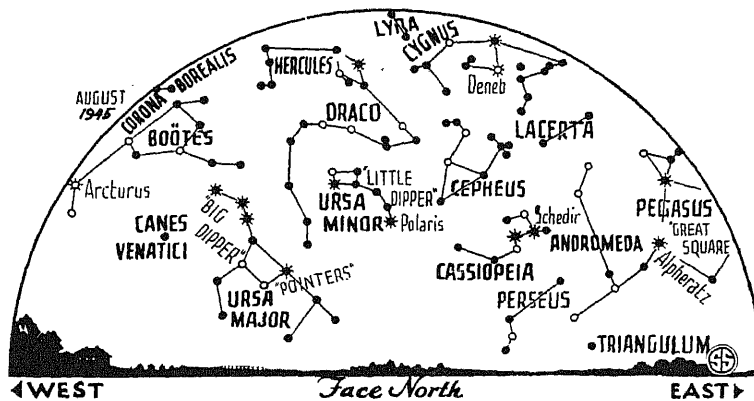 LYRA
CYGNUS
HERCULES
Deneb
CORONA BOREALIS
AUGUST
1945
DRACO
LACERTA
BOÖTES
Arcturus
"LITTLE
DIPPER"
URSA
MINOR
Polaris
CEPHEUS
"BIG
DIPPER"
CANES
VENATICI
Schedir
ANDROMEDA
PEGASUS
"GREAT
SQUARE
Alpheratz
CASSIOPEIA
"POINTERS"
URSA
MAJOR
PERSEUS
TRIANGULUM
SS
WEST
Face North
EAST